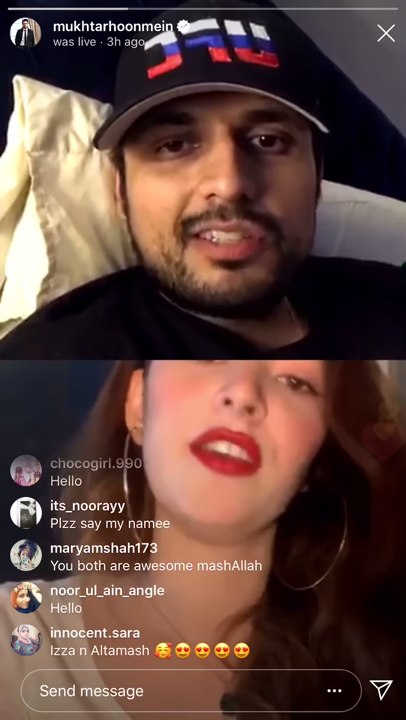 mukhtarhoonmein
was live · 3h ago
chocogirl.990
Hello
its_noorayy
Plzz say my namee
maryamshah173
You both are awesome mashAllah
noor_ul_ain_angle
Hello
innocent.sara
Izza n Altamash 🥰😍😍😍😍
Send message